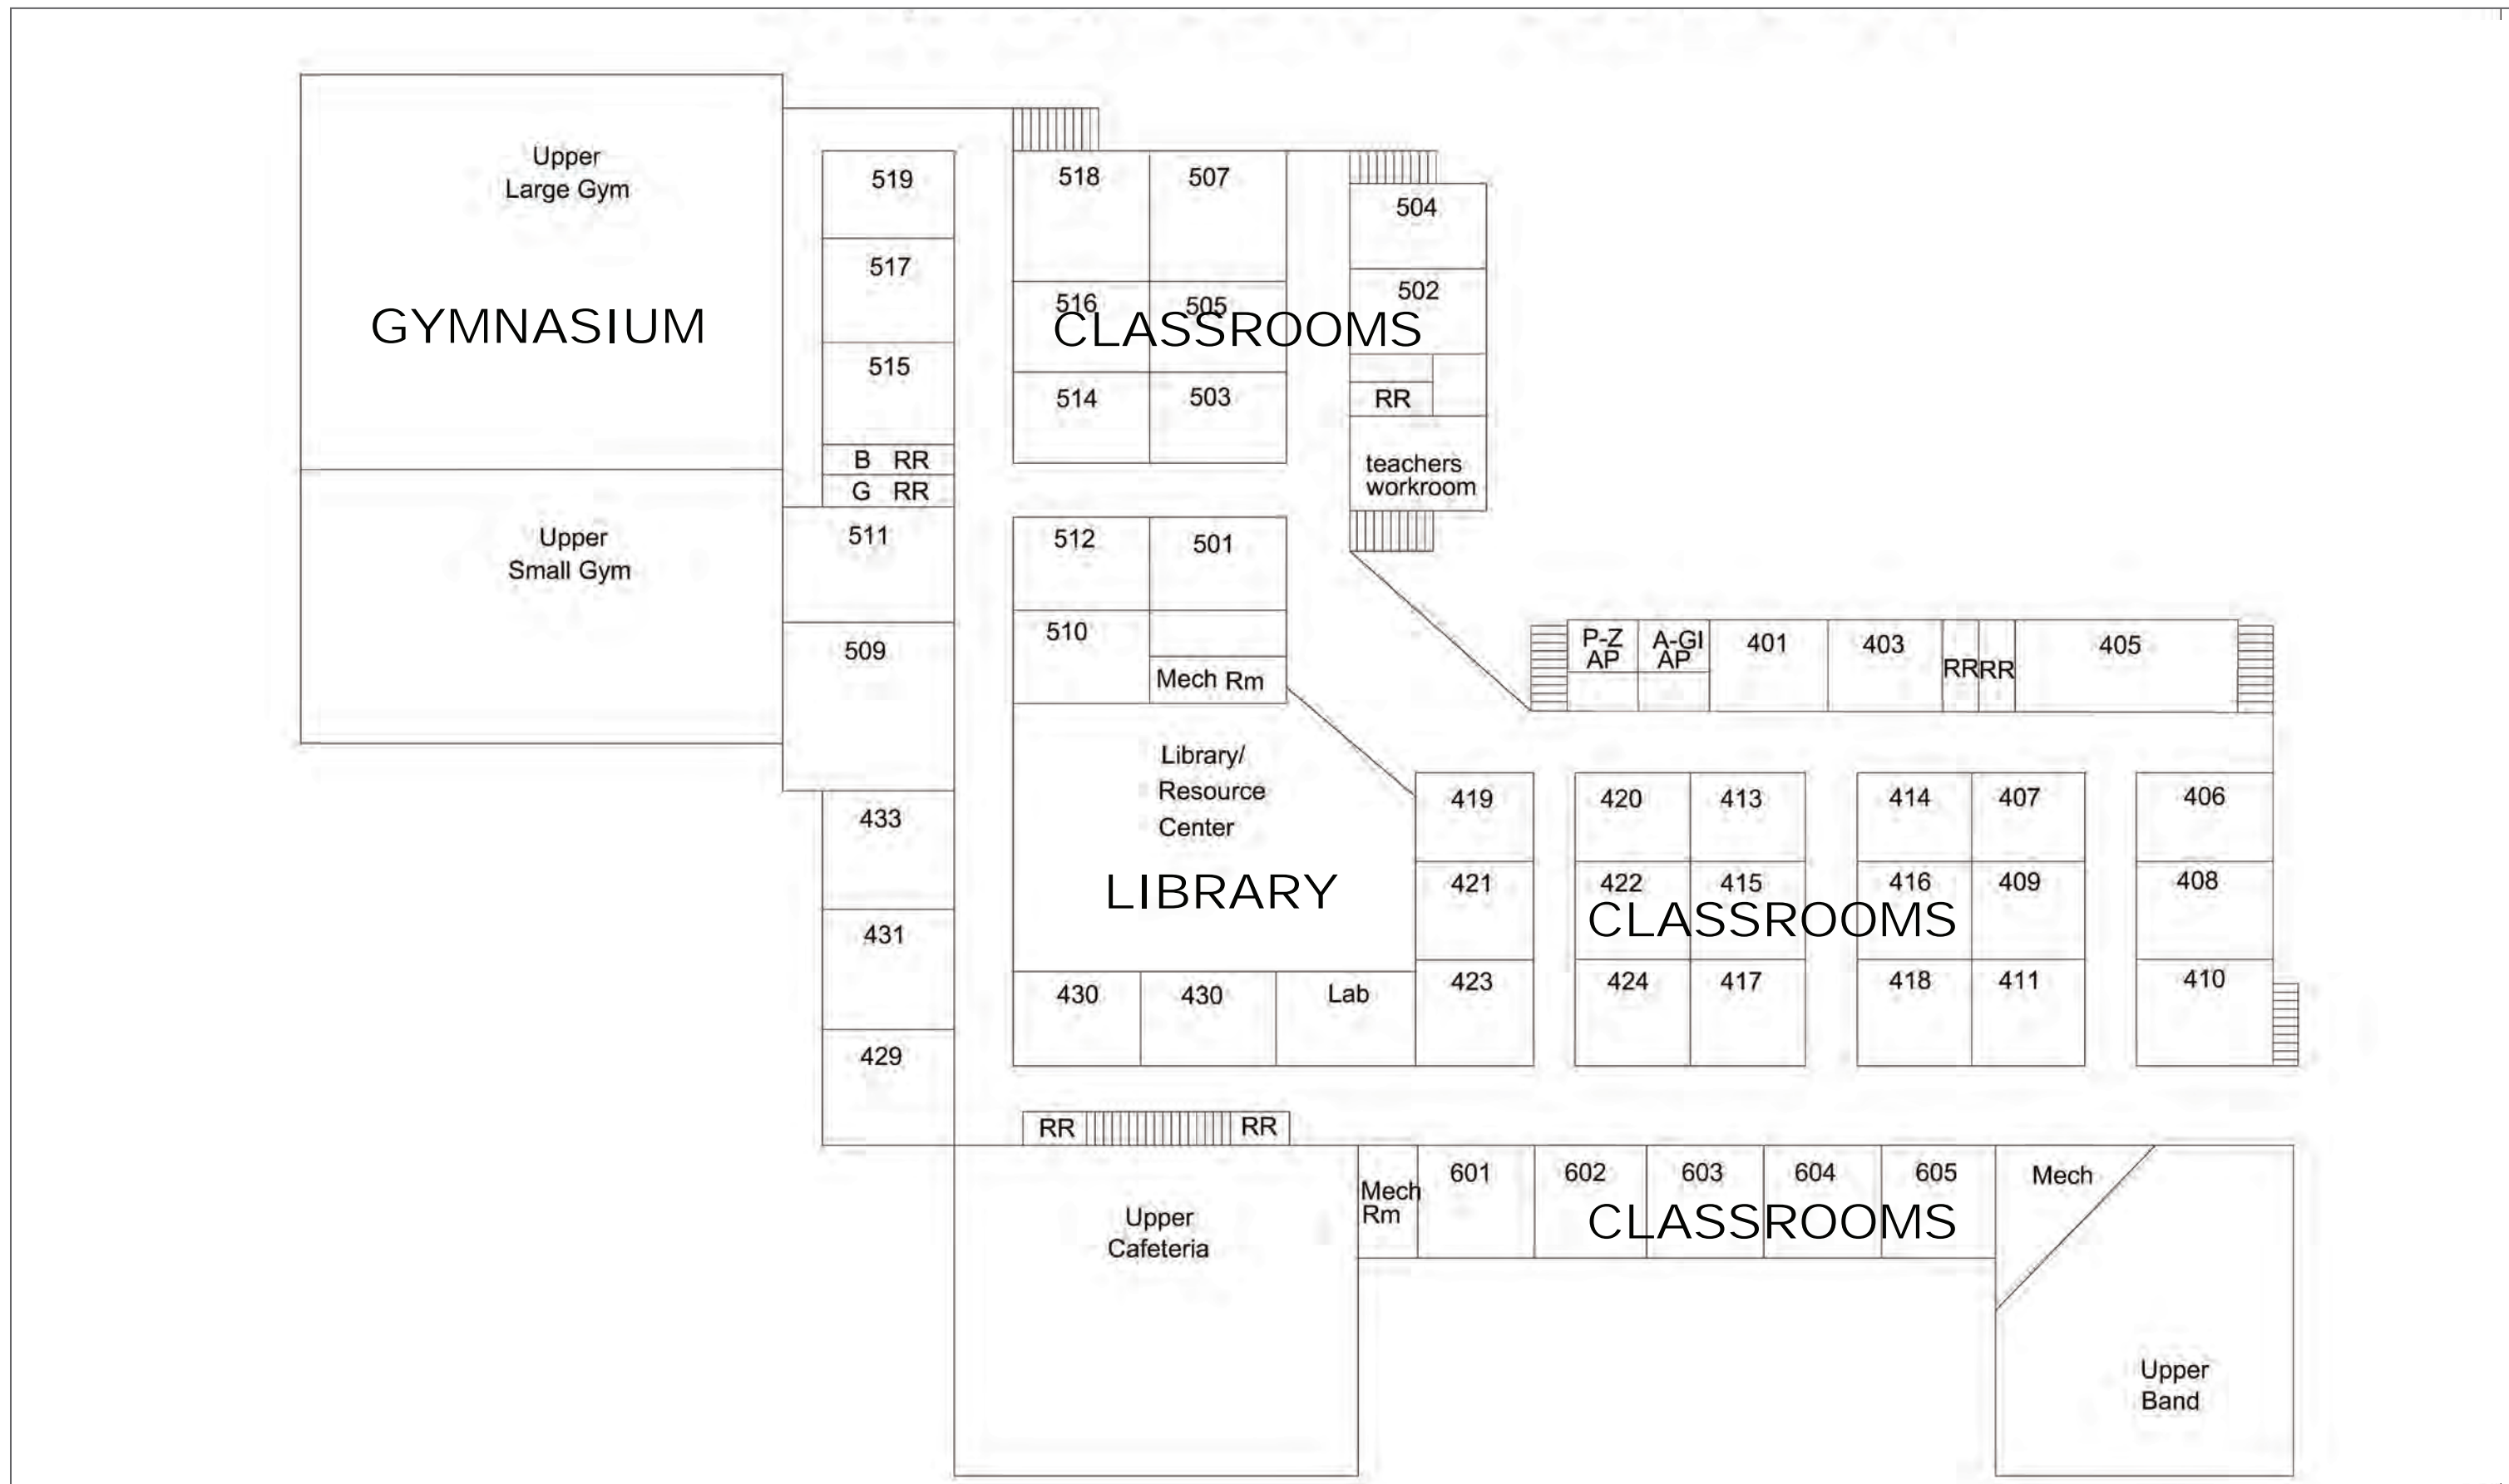 Upper
Large Gym
GYMNASIUM
Upper
Small Gym
519
517
515
B RR
G RR
511
509
433
431
429
518 507
516 505
CLASSROOMS
514 503
504
502
RR
teachers
workroom
512 501
510
Mech Rm
Library/
Resource
Center
LIBRARY
430 430 Lab
P-Z
AP
A-GI
AP
401 403 RR RR 405
419 420 413 414 407 406
421 422 415 416 409 408
CLASSROOMS
423 424 417 418 411 410
RR RR
Upper
Cafeteria
Mech
Rm
601 602 603 604 605 Mech
CLASSROOMS
Upper
Band